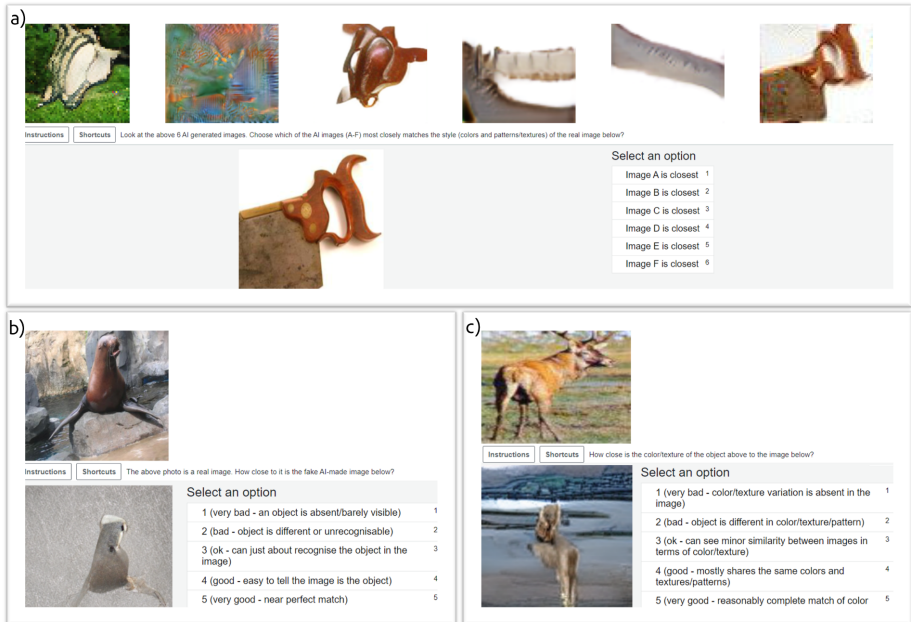 a)
nstructions Shortcuts Look at the above 6 AI generated images. Choose which of the AI images (A-F) most closely matches the style (colors and patterns/textures) of the real image below?
Select an option
Image A is closest 1
Image B is closest 2
Image C is closest 3
Image D is closest 4
Image E is closest 5
Image F is closest 6
b)
nstructions Shortcuts The above photo is a real image. How close to it is the fake AI-made image below?
Select an option
1 (very bad - an object is absent/barely visible) 1
2 (bad - object is different or unrecognisable) 2
3 (ok - can just about recognise the object in the 3
image)
4 (good - easy to tell the image is the object) 4
5 (very good - near perfect match) 5
c)
Instructions Shortcuts How close is the color/texture of the object above to the image below?
Select an option
1 (very bad - color/texture variation is absent in the 1
image)
2 (bad - object is different in color/texture/pattern) 2
3 (ok - can see minor similarity between images in 3
terms of color/texture)
4 (good - mostly shares the same colors and 4
textures/patterns)
5 (very good - reasonably complete match of color 5